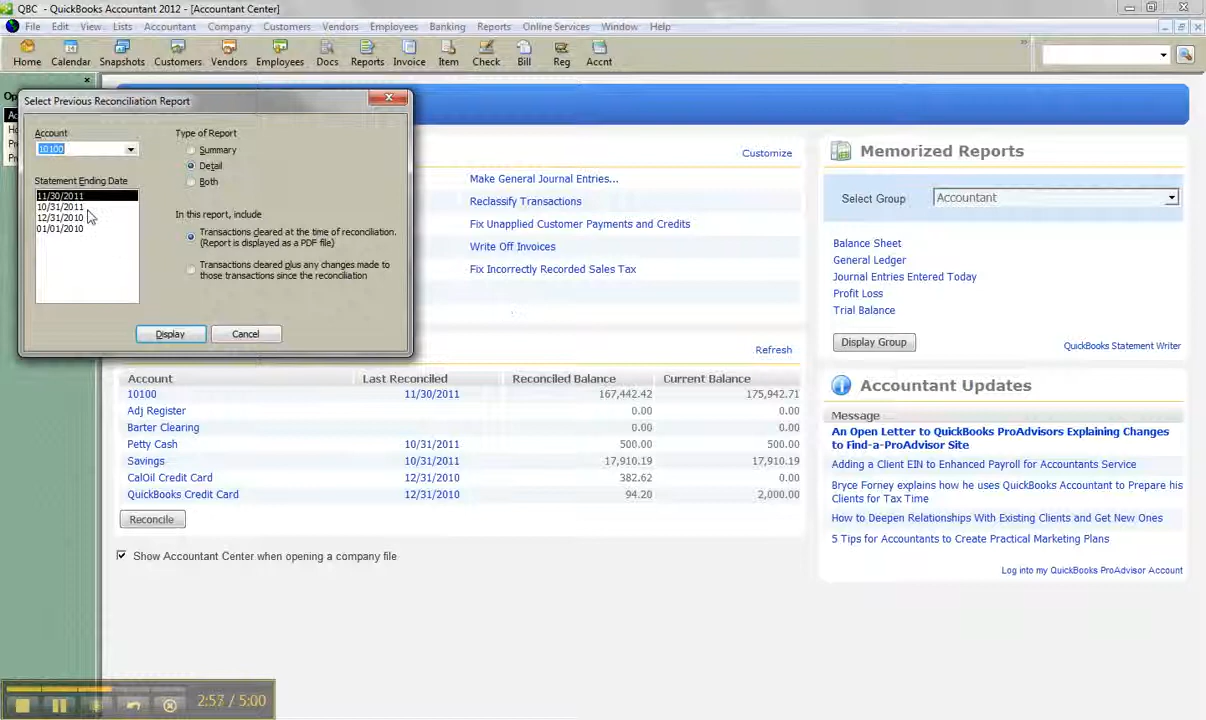 QBC - QuickBooks Accountant 2012 - [Accountant Center]
File Edit View Lists Accountant Company Customers Vendors Employees Banking Reports Online Services Window Help
Home Calendar Snapshots Customers Vendors Employees Docs Reports Invoice Item Check Bill Reg Accnt
Select Previous Reconciliation Report
Account
10100
Type of Report
Summary
Detail
Both
Statement Ending Date
11/30/2011
10/31/2011
12/31/2010
01/01/2010
In this report, include
Transactions cleared at the time of reconciliation.
(Report is displayed as a PDF file)
Transactions cleared plus any changes made to
those transactions since the reconciliation
Display Cancel
Customize
Make General Journal Entries...
Reclassify Transactions
Fix Unapplied Customer Payments and Credits
Write Off Invoices
Fix Incorrectly Recorded Sales Tax
Refresh
Account Last Reconciled Reconciled Balance Current Balance
10100 11/30/2011 167,442.42 175,942.71
Adj Register 0.00 0.00
Barter Clearing 0.00 0.00
Petty Cash 10/31/2011 500.00 500.00
Savings 10/31/2011 17,910.19 17,910.19
CalOil Credit Card 12/31/2010 382.62 0.00
QuickBooks Credit Card 12/31/2010 94.20 2,000.00
Reconcile
Show Accountant Center when opening a company file
Memorized Reports
Select Group Accountant
Balance Sheet
General Ledger
Journal Entries Entered Today
Profit Loss
Trial Balance
Display Group QuickBooks Statement Writer
Accountant Updates
Message
An Open Letter to QuickBooks ProAdvisors Explaining Changes
to Find-a-ProAdvisor Site
Adding a Client EIN to Enhanced Payroll for Accountants Service
Bryce Forney explains how he uses QuickBooks Accountant to Prepare his
Clients for Tax Time
How to Deepen Relationships With Existing Clients and Get New Ones
5 Tips for Accountants to Create Practical Marketing Plans
Log into my QuickBooks ProAdvisor Account
2:57 / 5:00